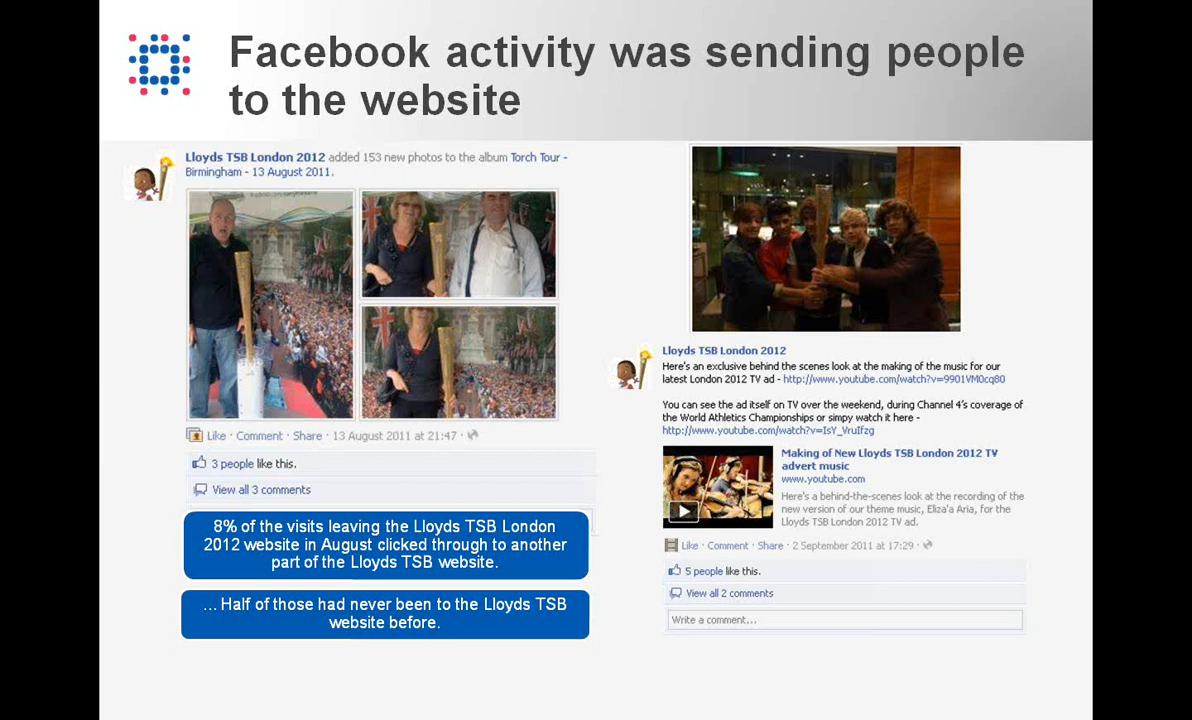 Facebook activity was sending people
to the website
Lloyds TSB London 2012 added 153 new photos to the album Torch Tour -
Birmingham - 13 August 2011.
Like · Comment · Share · 13 August 2011 at 21:47 ·
3 people like this.
View all 3 comments
8% of the visits leaving the Lloyds TSB London
2012 website in August clicked through to another
part of the Lloyds TSB website.
... Half of those had never been to the Lloyds TSB
website before.
Lloyds TSB London 2012
Here's an exclusive behind the scenes look at the making of the music for our
latest London 2012 TV ad - http://www.youtube.com/watch?v=9901VM0cq80
You can see the ad itself on TV over the weekend, during Channel 4's coverage of
the World Athletics Championships or simpy watch it here -
http://www.youtube.com/watch?v=IsY_VruIfzg
Making of New Lloyds TSB London 2012 TV
advert music
www.youtube.com
Here's a behind-the-scenes look at the recording of the
new version of our theme music, Eliza'a Aria, for the
Lloyds TSB London 2012 TV ad.
Like · Comment · Share · 2 September 2011 at 17:29 ·
5 people like this.
View all 2 comments
Write a comment...